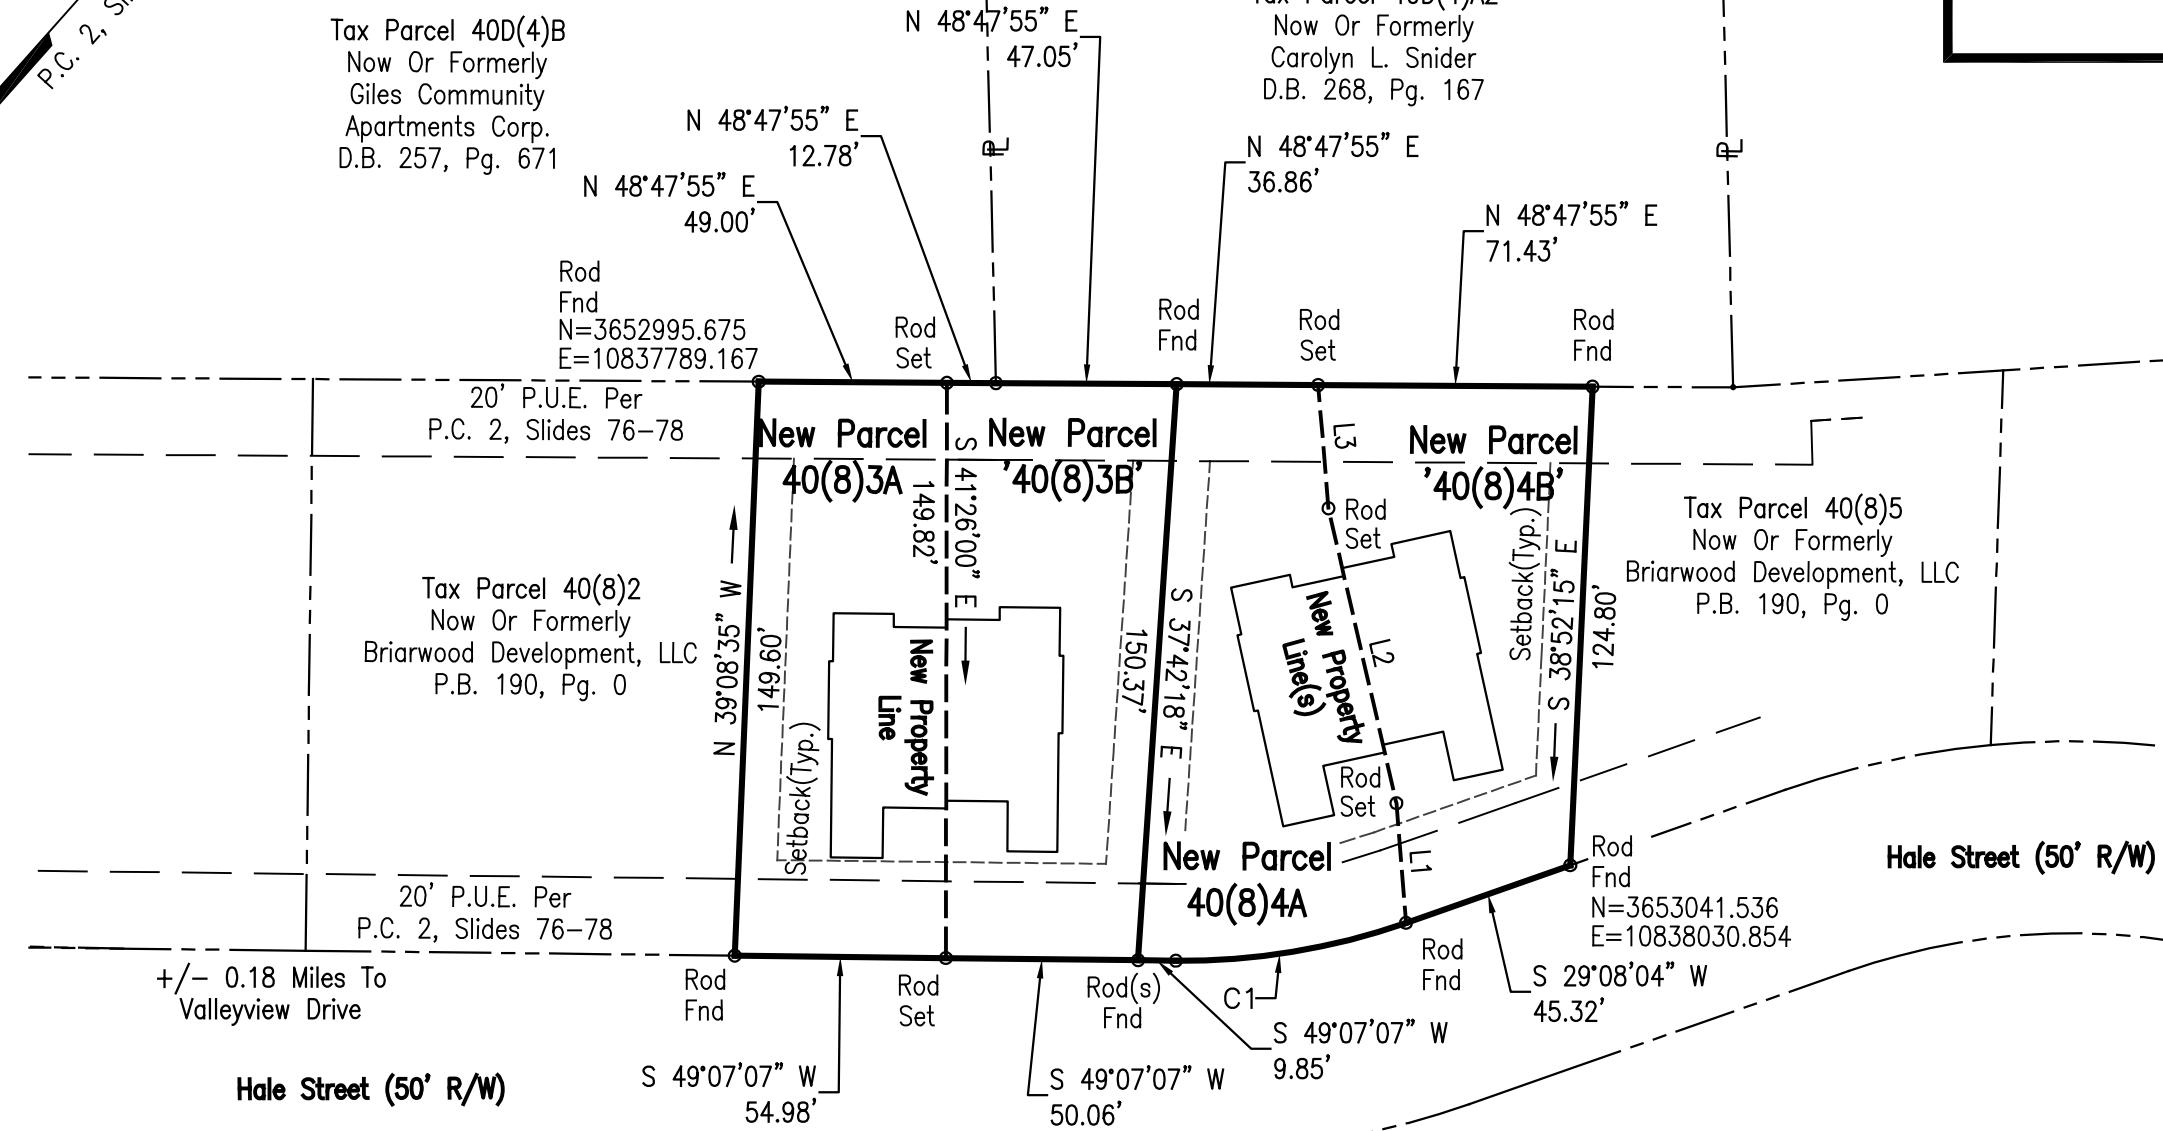 P.C. 2, Sl
Tax Parcel 40D(4)B
Now Or Formerly
Giles Community
Apartments Corp.
D.B. 257, Pg. 671
N 48°47'55" E
47.05'
Now Or Formerly
Carolyn L. Snider
D.B. 268, Pg. 167
N 48°47'55" E
12.78'
N 48°47'55" E
49.00'
PL
N 48°47'55" E
36.86'
PL
N 48°47'55" E
71.43'
Rod
Fnd
N=3652995.675
E=10837789.167
Rod
Set
Rod
Fnd
Rod
Set
Rod
Fnd
20' P.U.E. Per
P.C. 2, Slides 76-78
New Parcel
40(8)3A
New Parcel
'40(8)3B'
New Parcel
'40(8)4B'
L3
S 41°26'00" E
149.82'
Rod
Set
Tax Parcel 40(8)5
Now Or Formerly
Briarwood Development, LLC
P.B. 190, Pg. 0
Tax Parcel 40(8)2
Now Or Formerly
Briarwood Development, LLC
P.B. 190, Pg. 0
N 39°08'35" W
149.60'
Setback(Typ.)
New Property
Line
150.37'
S 37°42'18" E
New Property
Line(s)
L2
Setback(Typ.)
S 38°52'15" E
124.80'
Rod
Set
New Parcel
40(8)4A
L1
Rod
Fnd
N=3653041.536
E=10838030.854
Hale Street (50' R/W)
20' P.U.E. Per
P.C. 2, Slides 76-78
+/- 0.18 Miles To
Valleyview Drive
Rod
Fnd
Rod
Set
Rod(s)
Fnd
C1
Rod
Fnd
S 29°08'04" W
45.32'
S 49°07'07" W
9.85'
Hale Street (50' R/W)
S 49°07'07" W
54.98'
S 49°07'07" W
50.06'